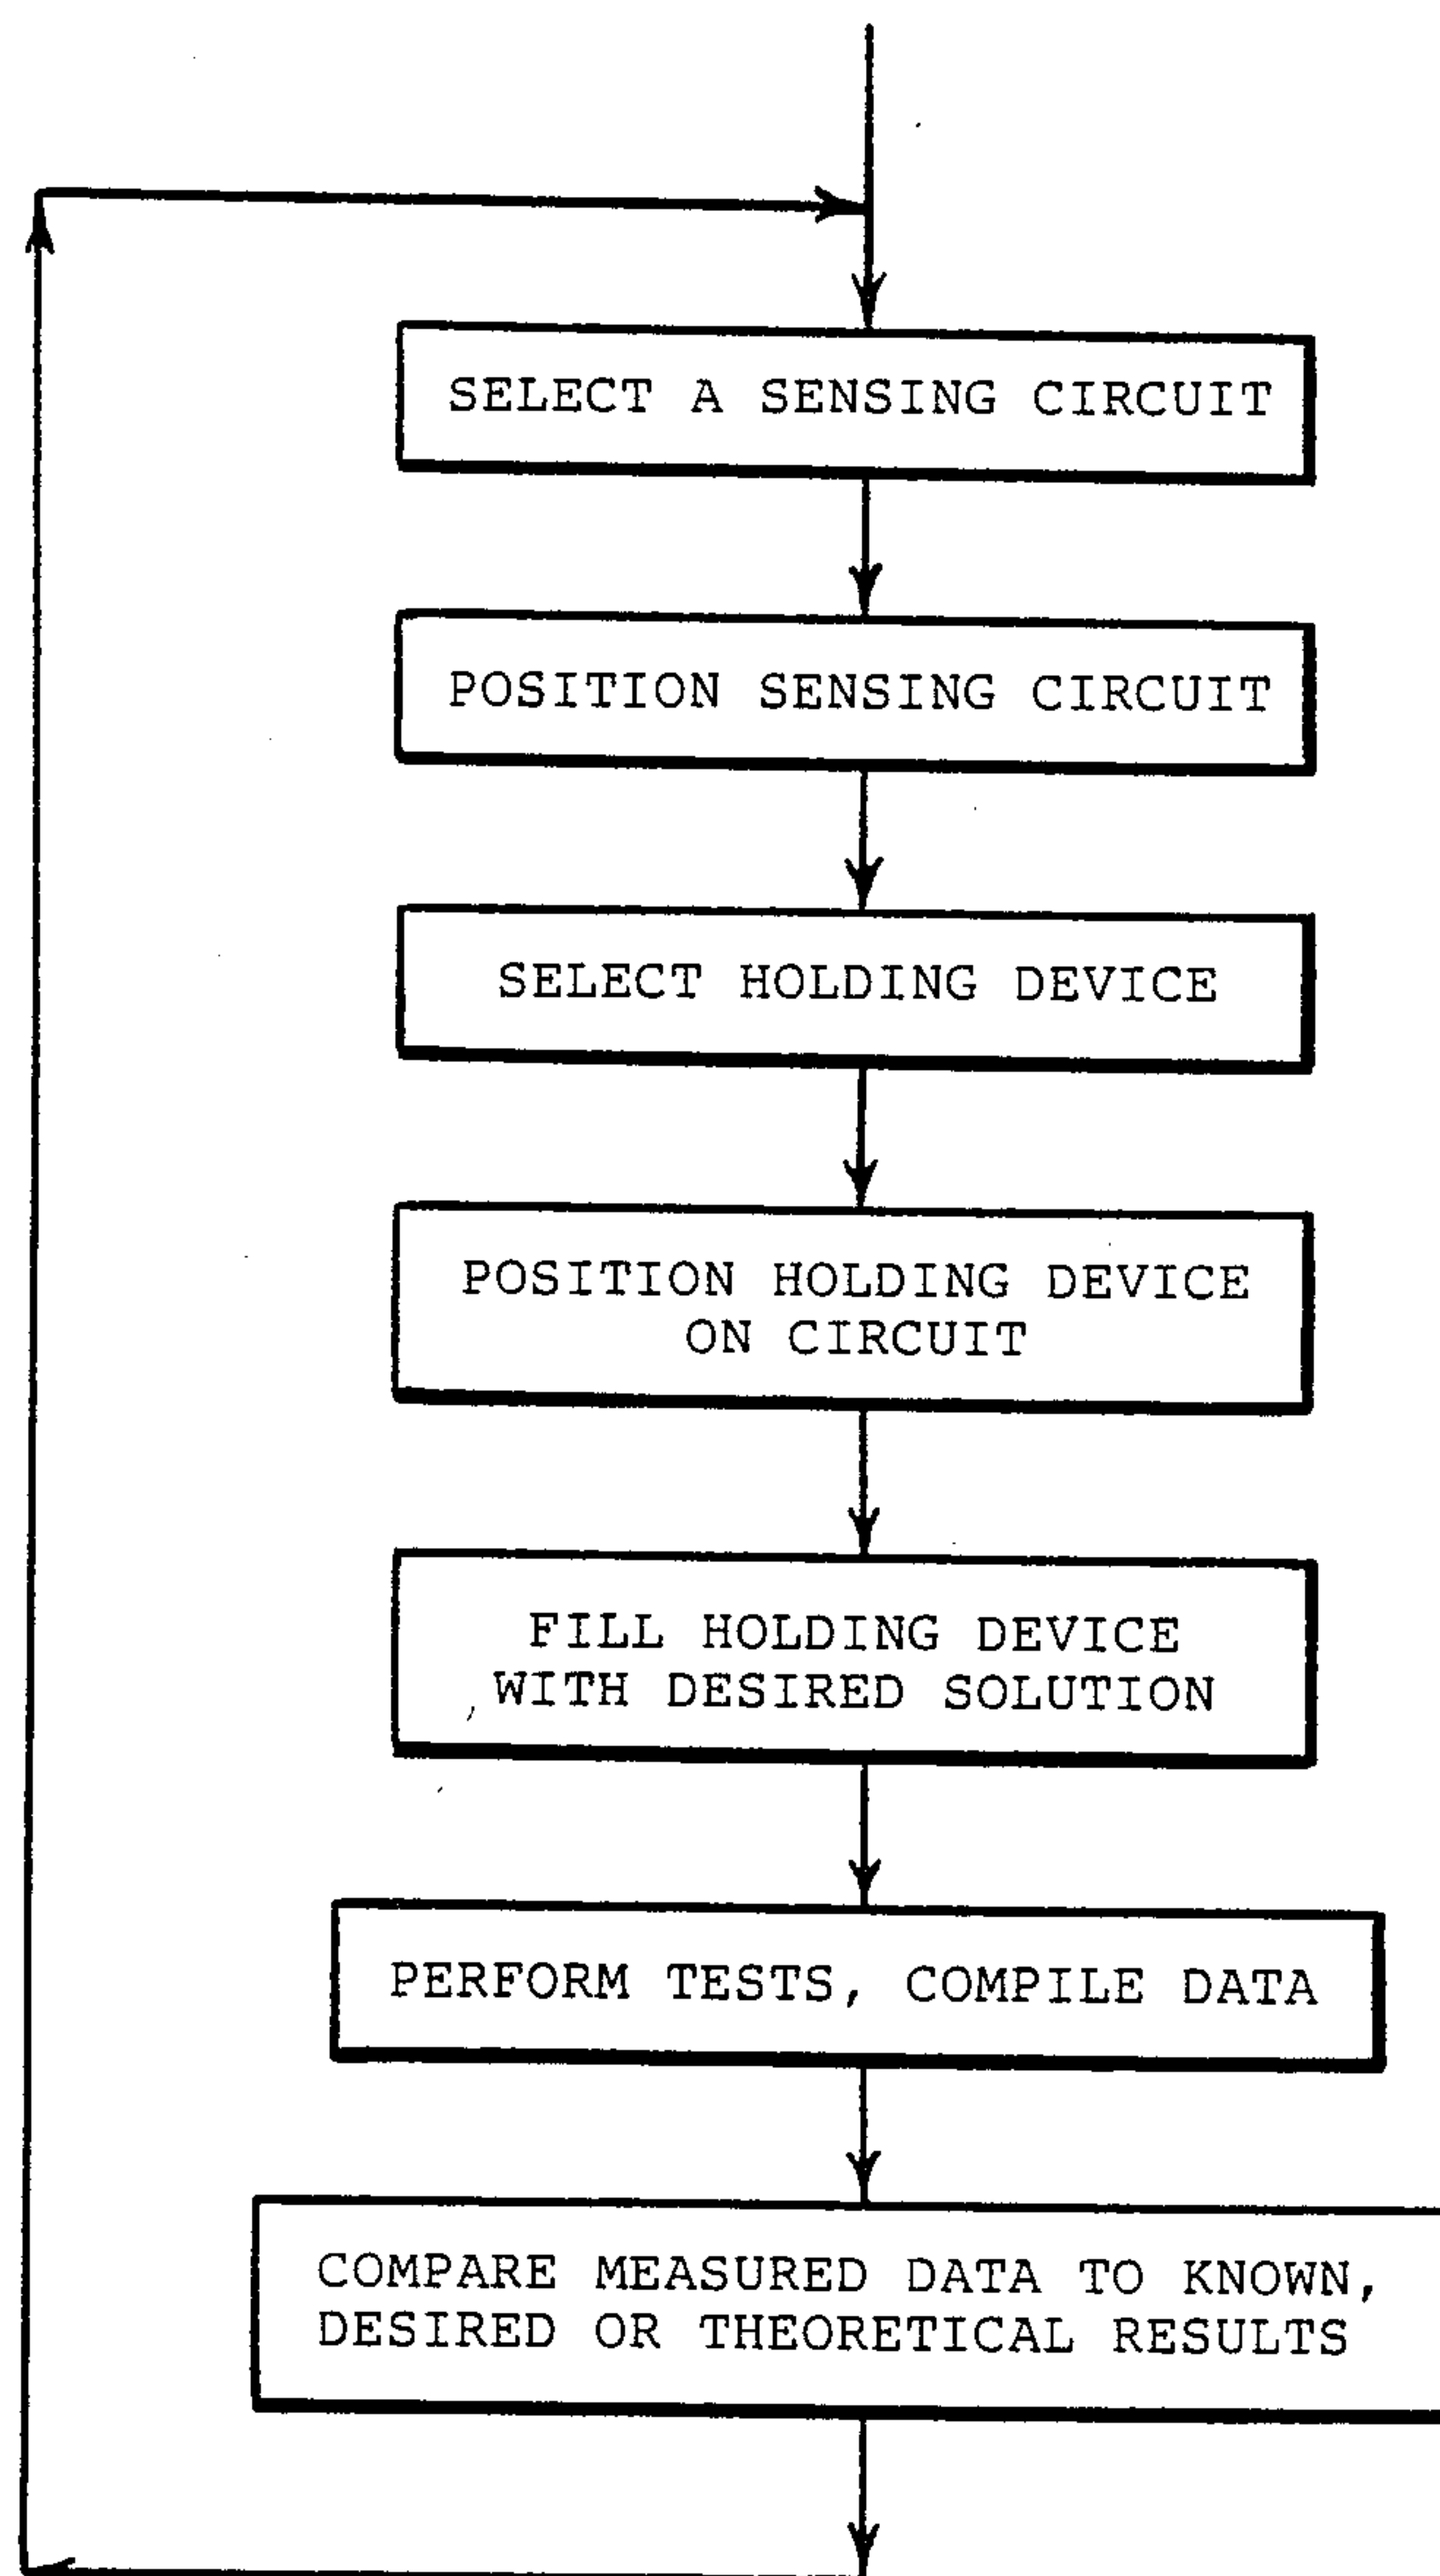 SELECT A SENSING CIRCUIT
POSITION SENSING CIRCUIT
SELECT HOLDING DEVICE
POSITION HOLDING DEVICE
ON CIRCUIT
FILL HOLDING DEVICE
WITH DESIRED SOLUTION
PERFORM TESTS, COMPILE DATA
COMPARE MEASURED DATA TO KNOWN,
DESIRED OR THEORETICAL RESULTS